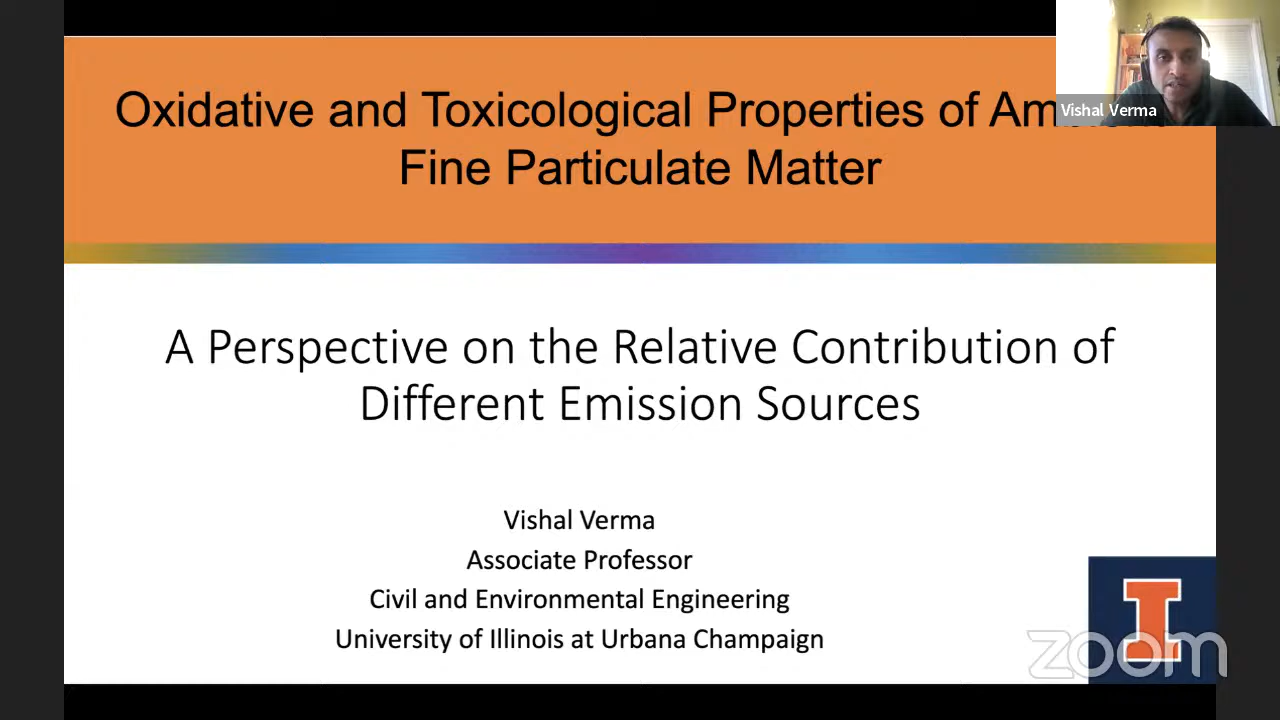 Oxidative and Toxicological Properties of
Fine Particulate Matter
Vishal Verma
A Perspective on the Relative Contribution of
Different Emission Sources
Vishal Verma
Associate Professor
Civil and Environmental Engineering
University of Illinois at Urbana Champaign
I
zoom